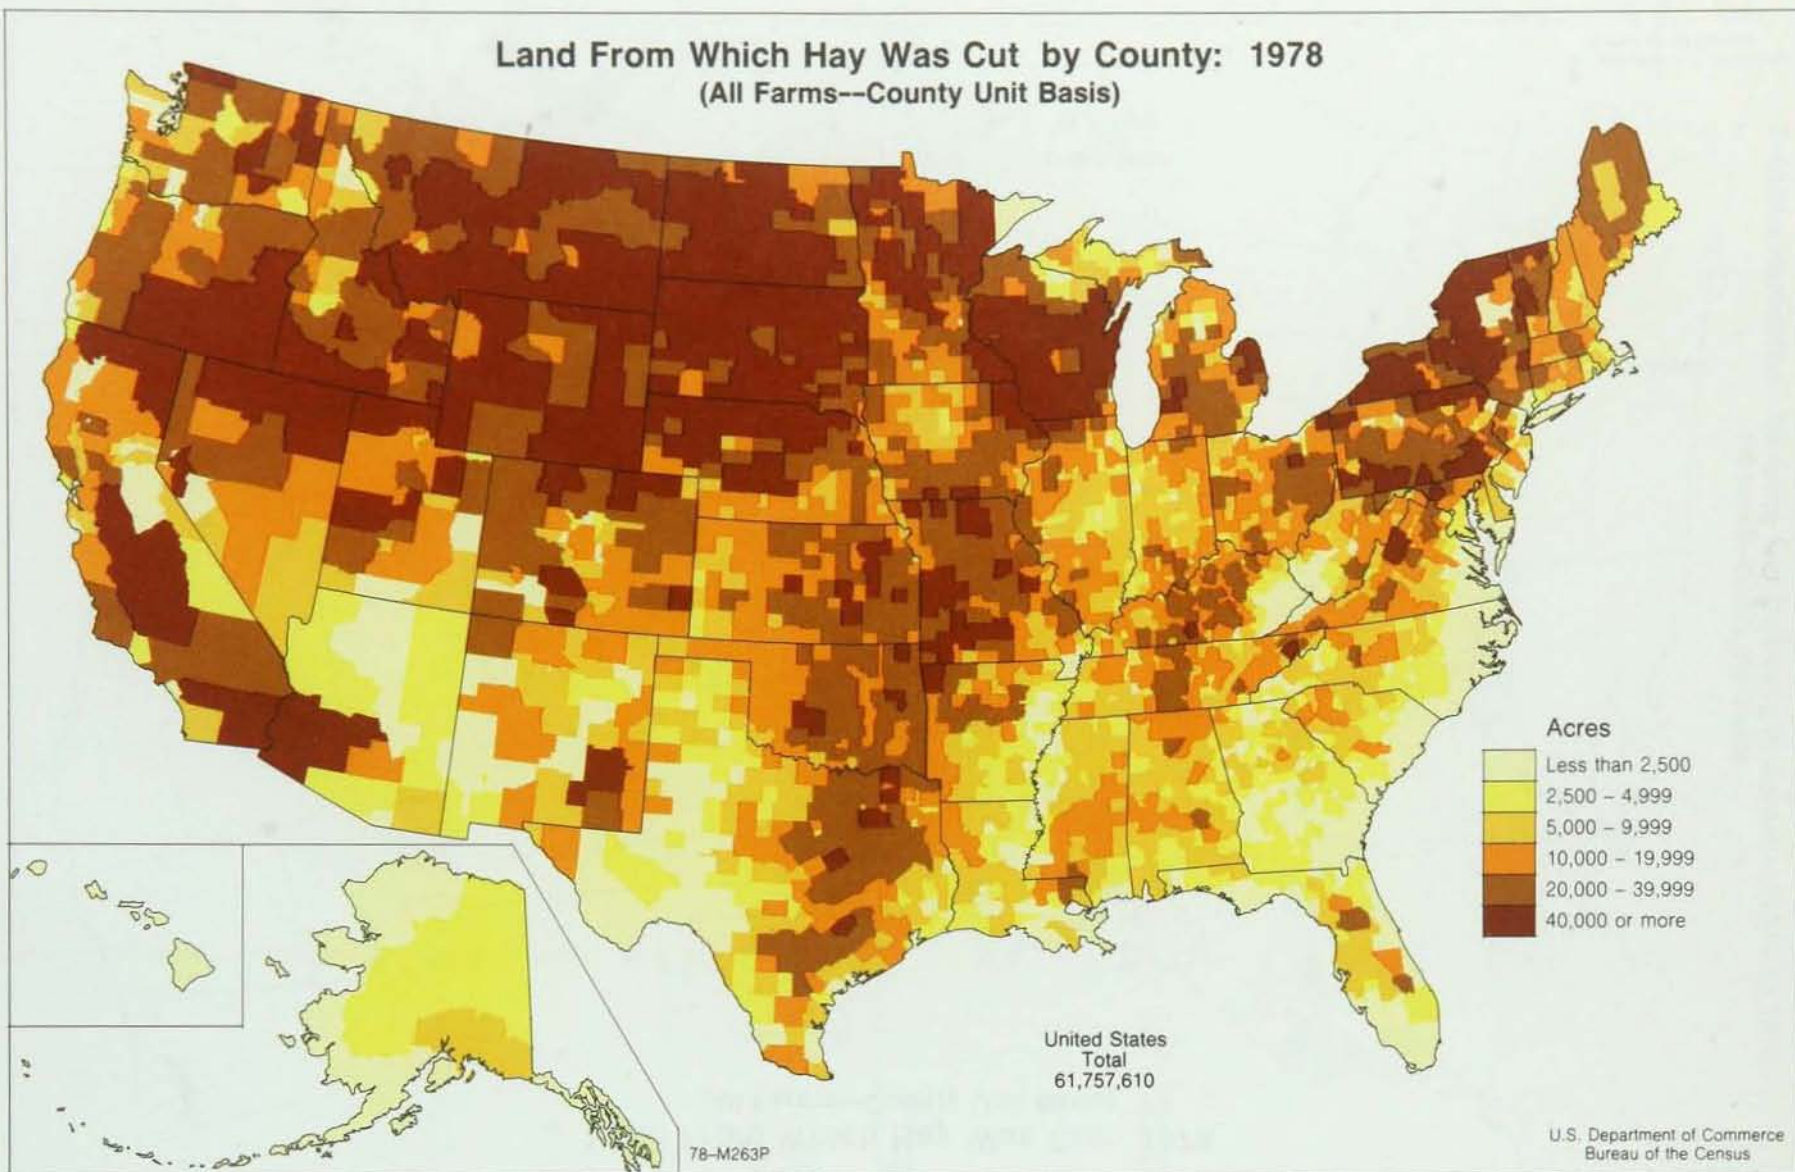 Land From Which Hay Was Cut by County: 1978
(All Farms--County Unit Basis)
Acres
Less than 2,500
2,500 – 4,999
5,000 – 9,999
10,000 – 19,999
20,000 – 39,999
40,000 or more
United States
Total
61,757,610
78-M263P
U.S. Department of Commerce
Bureau of the Census